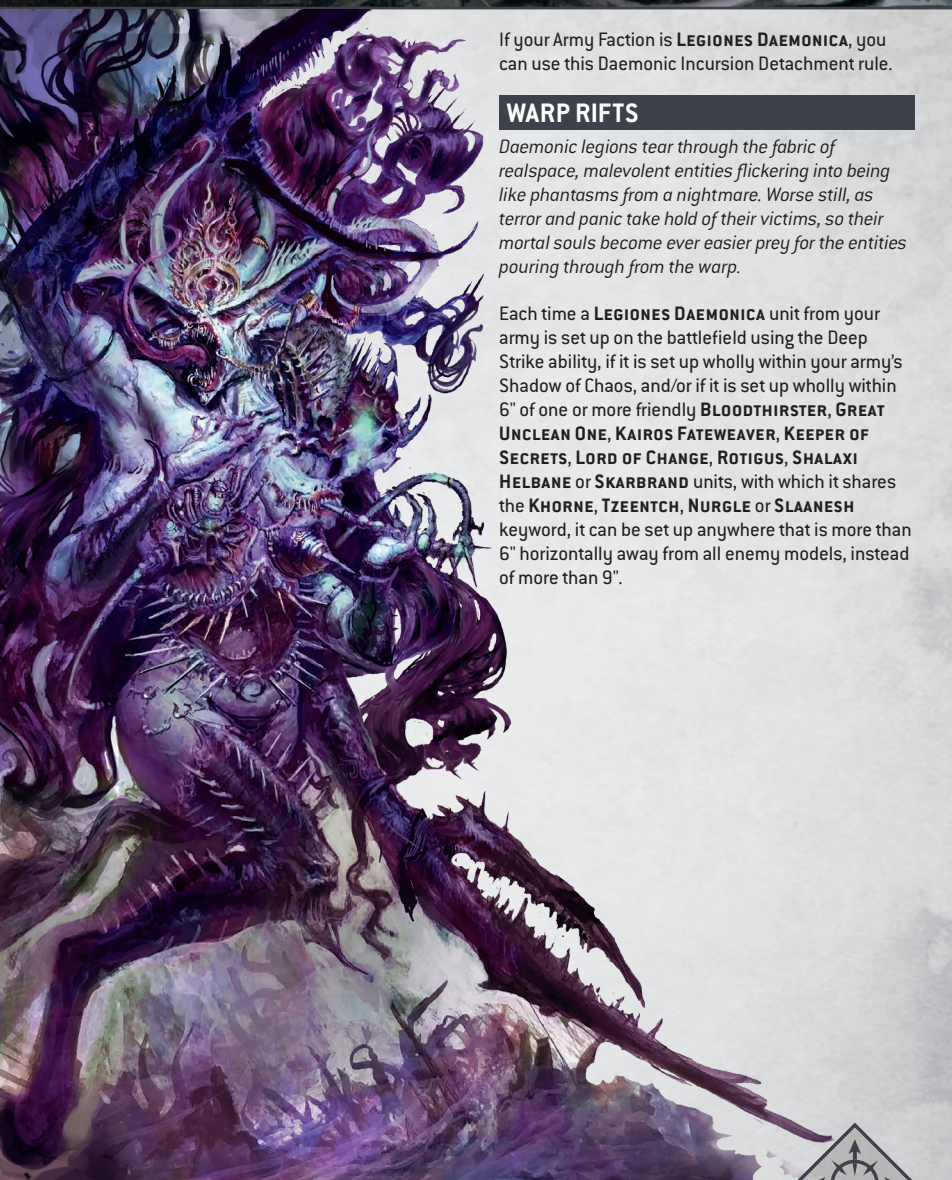 If your Army Faction is LEGIONES DAEMONICA, you
can use this Daemonic Incursion Detachment rule.
WARP RIFTS
Daemonic legions tear through the fabric of
realspace, malevolent entities flickering into being
like phantasms from a nightmare. Worse still, as
terror and panic take hold of their victims, so their
mortal souls become ever easier prey for the entities
pouring through from the warp.
Each time a LEGIONES DAEMONICA unit from your
army is set up on the battlefield using the Deep
Strike ability, if it is set up wholly within your army's
Shadow of Chaos, and/or if it is set up wholly within
6" of one or more friendly BLOODTHIRSTER, GREAT
UNCLEAN ONE, KAIROS FATEWEAVER, KEEPER OF
SECRETS, LORD OF CHANGE, ROTIGUS, SHALAXI
HELBANE or SKARBRAND units, with which it shares
the KHORNE, TZEENTCH, NURGLE or SLAANESH
keyword, it can be set up anywhere that is more than
6" horizontally away from all enemy models, instead
of more than 9".